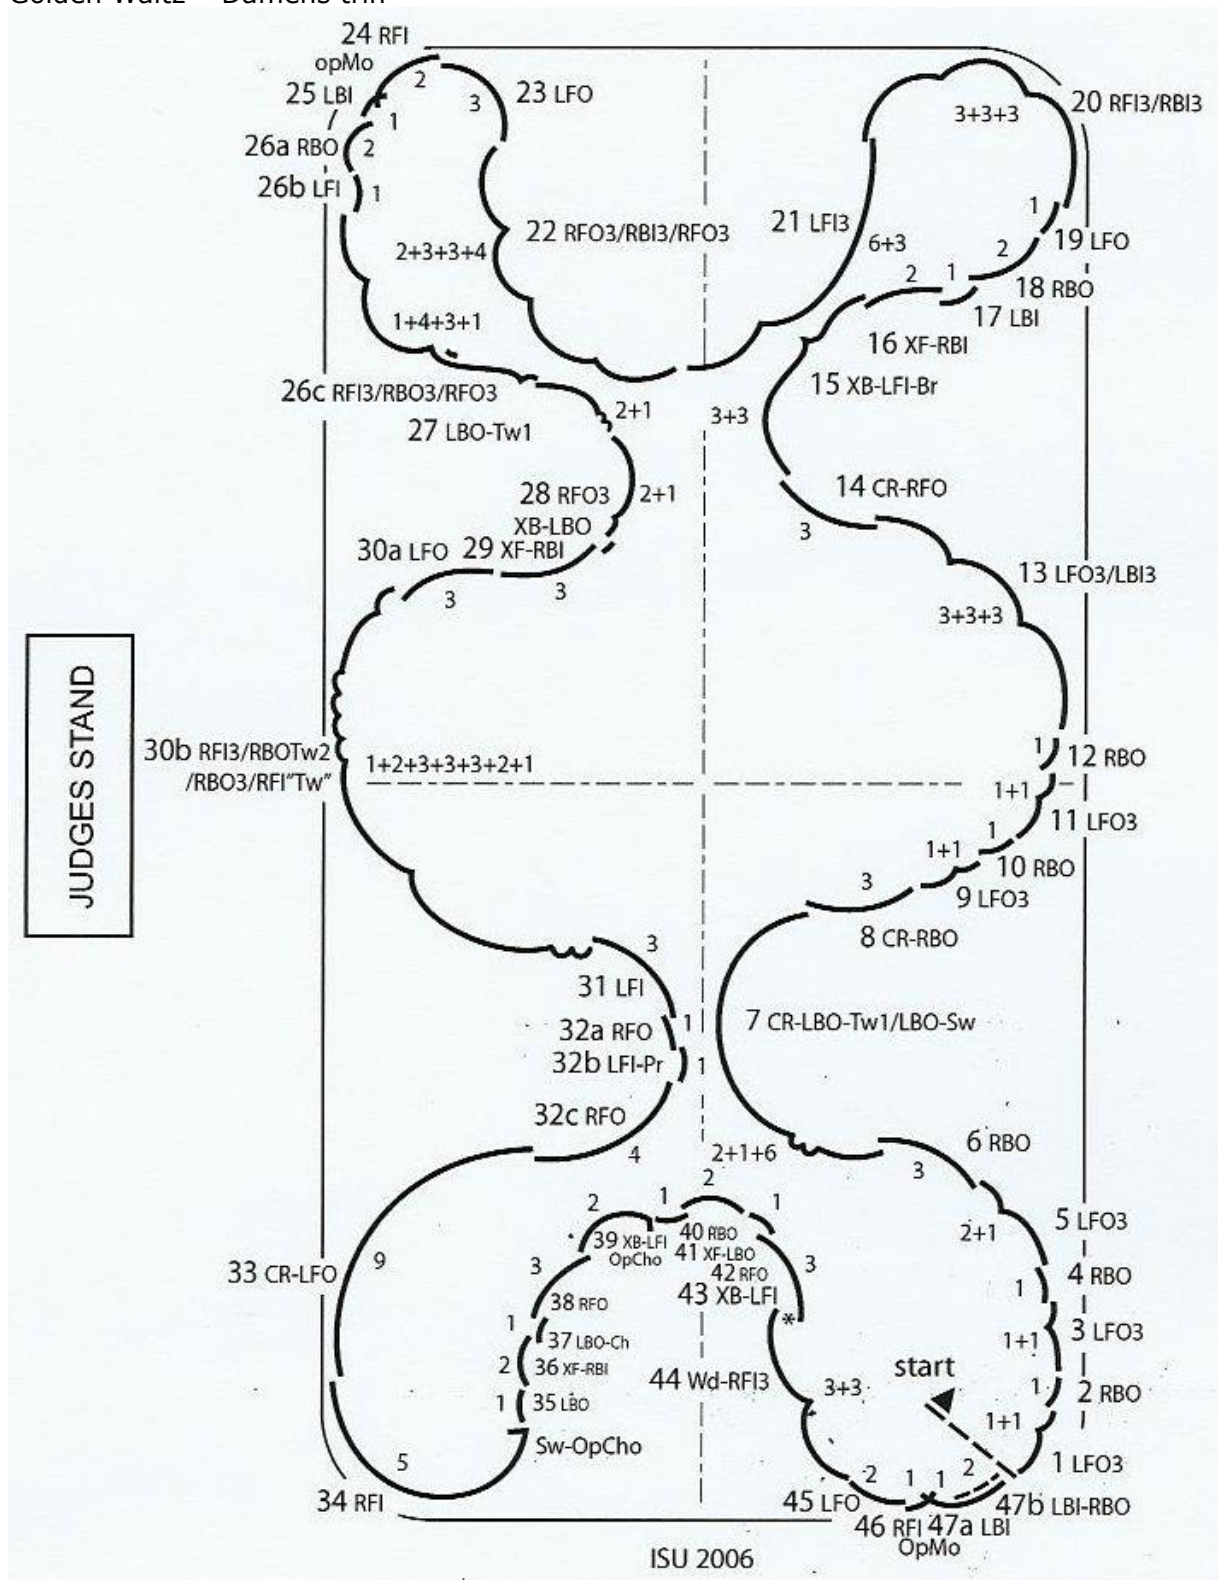 Golden Waltz – Damens trin
24 RFI
opMo
25 LBI
2
3
23 LFO
1
26a RBO
2
26b LFI
1
22 RFO3/RBI3/RFO3
2+3+3+4
1+4+3+1
26c RFI3/RBO3/RFO3
27 LBO-Tw1
2+1
28 RFO3
2+1
XB-LBO
30a LFO
29 XF-RBI
3
3
3+3+3
20 RFI3/RBI3
21 LFI3
1
19 LFO
6+3
2
18 RBO
2
1
17 LBI
16 XF-RBI
15 XB-LFI-Br
3+3
14 CR-RFO
3
13 LFO3/LBI3
3+3+3
JUDGES STAND
30b RFI3/RBOTw2
/RBO3/RFI"Tw"
1+2+3+3+3+2+1
1
12 RBO
1+1
11 LFO3
1
10 RBO
1+1
9 LFO3
3
8 CR-RBO
3
31 LFI
32a RFO
1
32b LFI-Pr
1
7 CR-LBO-Tw1/LBO-Sw
32c RFO
4
2+1+6
6 RBO
3
5 LFO3
2+1
4 RBO
1
3 LFO3
1+1
2 RBO
1
1+1
1 LFO3
start
33 CR-LFO
9
2
1
2
1
39 XB-LFI
OpCho
40 RBO
41 XF-LBO
42 RFO
43 XB-LFI
3
*
3
38 RFO
1
37 LBO-Ch
2
36 XF-RBI
1
35 LBO
Sw-OpCho
44 Wd-RFI3
3+3
5
34 RFI
2
1
1
2
45 LFO
46 RFI
OpMo
47a LBI
47b LBI-RBO
ISU 2006